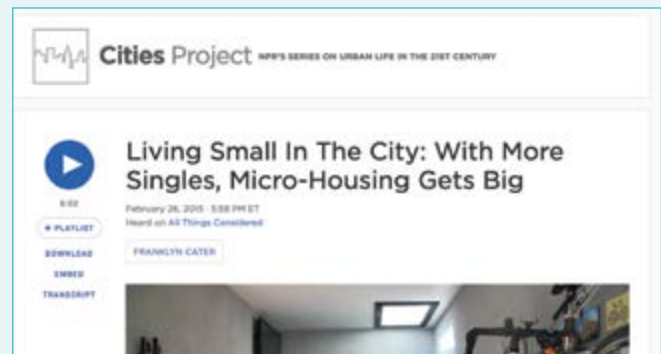 Cities Project NPR'S SERIES ON URBAN LIFE IN THE 21ST CENTURY
Living Small In The City: With More
Singles, Micro-Housing Gets Big
February 26, 2015 · 5:58 PM ET
Heard on All Things Considered
FRANKLYN CATER
+ PLAYLIST
DOWNLOAD
EMBED
TRANSCRIPT